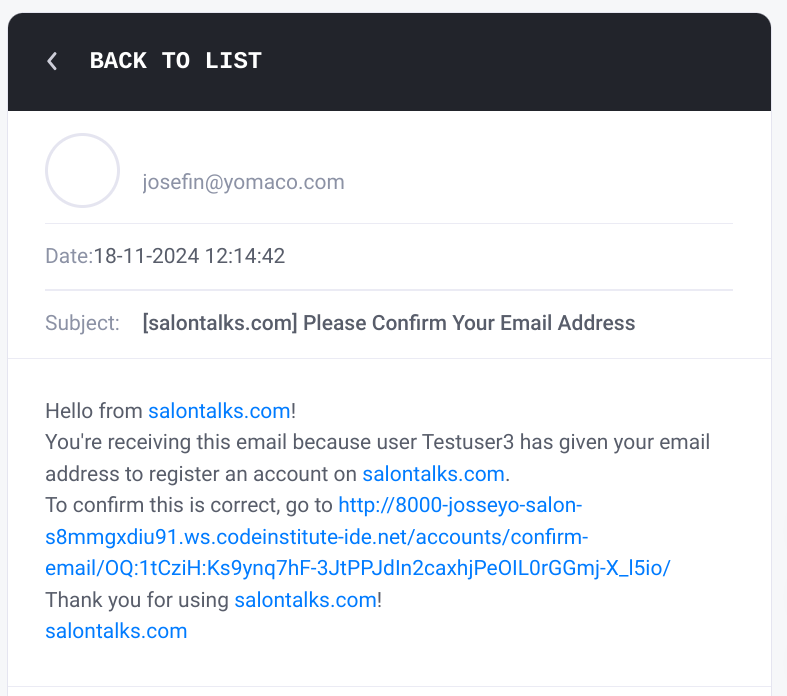 BACK TO LIST
josefin@yomaco.com
Date:18-11-2024 12:14:42
Subject: [salontalks.com] Please Confirm Your Email Address
Hello from salontalks.com!
You're receiving this email because user Testuser3 has given your email
address to register an account on salontalks.com.
To confirm this is correct, go to http://8000-josseyo-salon-
s8mmgxdiu91.ws.codeinstitute-ide.net/accounts/confirm-
email/OQ:1tCziH:Ks9ynq7hF-3JtPPJdIn2caxhjPeOIL0rGGmj-X_l5io/
Thank you for using salontalks.com!
salontalks.com